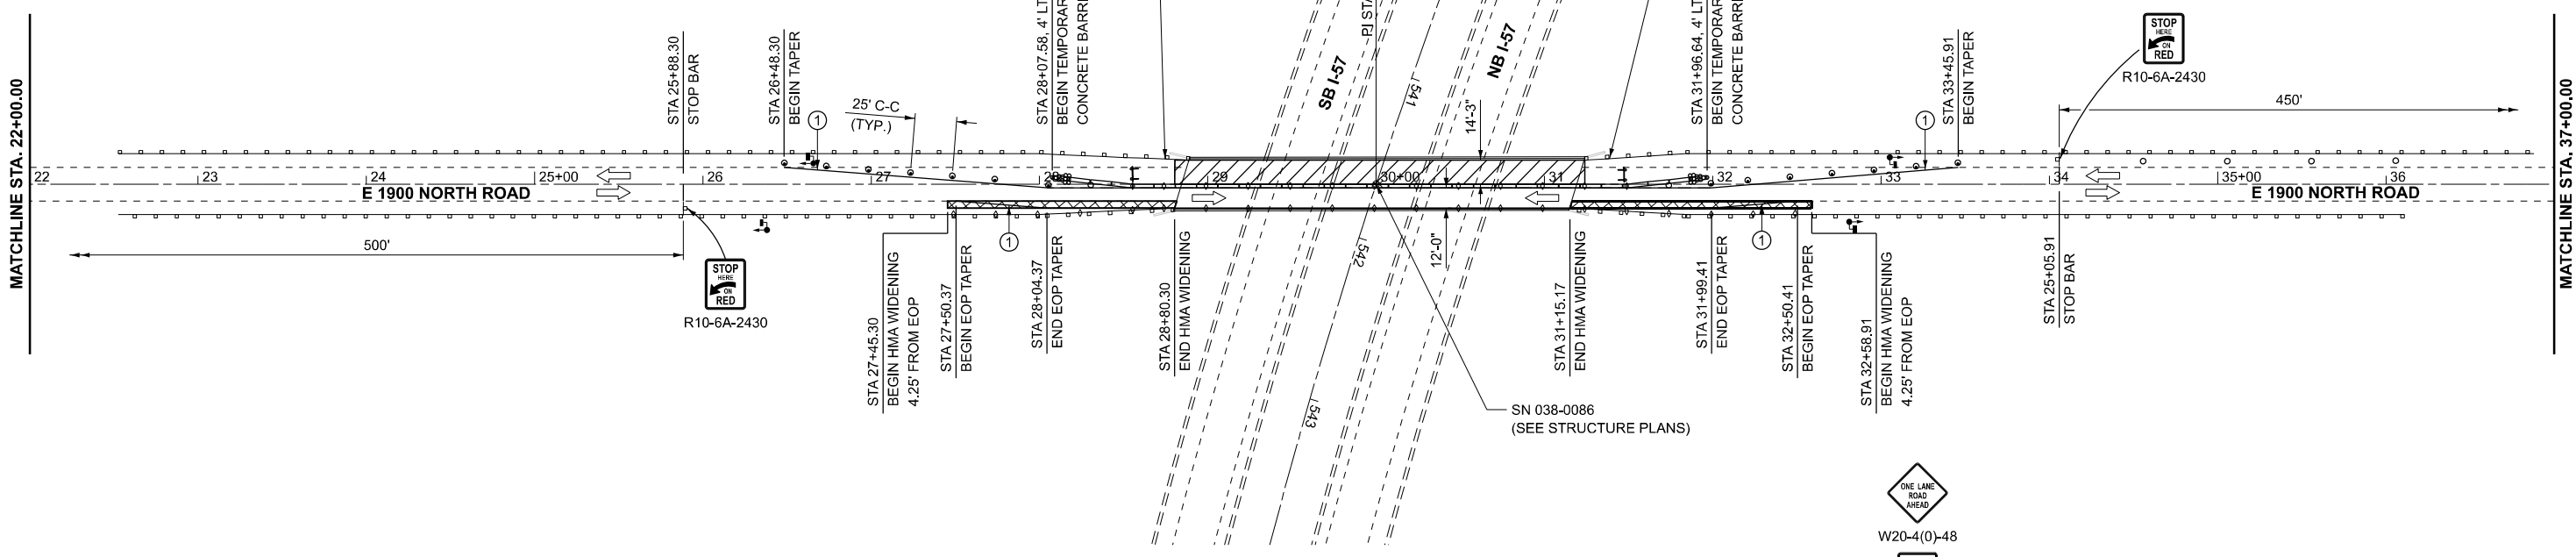 MATCHLINE STA. 22+00.00
STA 25+88.30
STOP BAR
STA 26+48.30
BEGIN TAPER
1
25' C-C
(TYP.)
STA 28+07.58, 4' LT
BEGIN TEMPORAR
CONCRETE BARRI
SB I-57
PJ STA
541
NB I-57
14'-3"
STA 31+96.64, 4' LT
BEGIN TEMPORAR
CONCRETE BARRI
1
STA 33+45.91
BEGIN TAPER
STOP
HERE
ON
RED
R10-6A-2430
450'
MATCHLINE STA. 37+00.00
22
23
24
25+00
26
27
28
29
30+00
31
32
33
34
35+00
36
E 1900 NORTH ROAD
E 1900 NORTH ROAD
500'
STOP
HERE
ON
RED
R10-6A-2430
STA 27+45.30
BEGIN HMA WIDENING
4.25' FROM EOP
STA 27+50.37
BEGIN EOP TAPER
1
STA 28+04.37
END EOP TAPER
STA 28+80.30
END HMA WIDENING
542
543
12'-0"
SN 038-0086
(SEE STRUCTURE PLANS)
STA 31+15.17
END HMA WIDENING
STA 31+99.41
END EOP TAPER
1
STA 32+50.41
BEGIN EOP TAPER
STA 32+58.91
BEGIN HMA WIDENING
4.25' FROM EOP
STA 25+05.91
STOP BAR
ONE LANE
ROAD
AHEAD
W20-4(0)-48